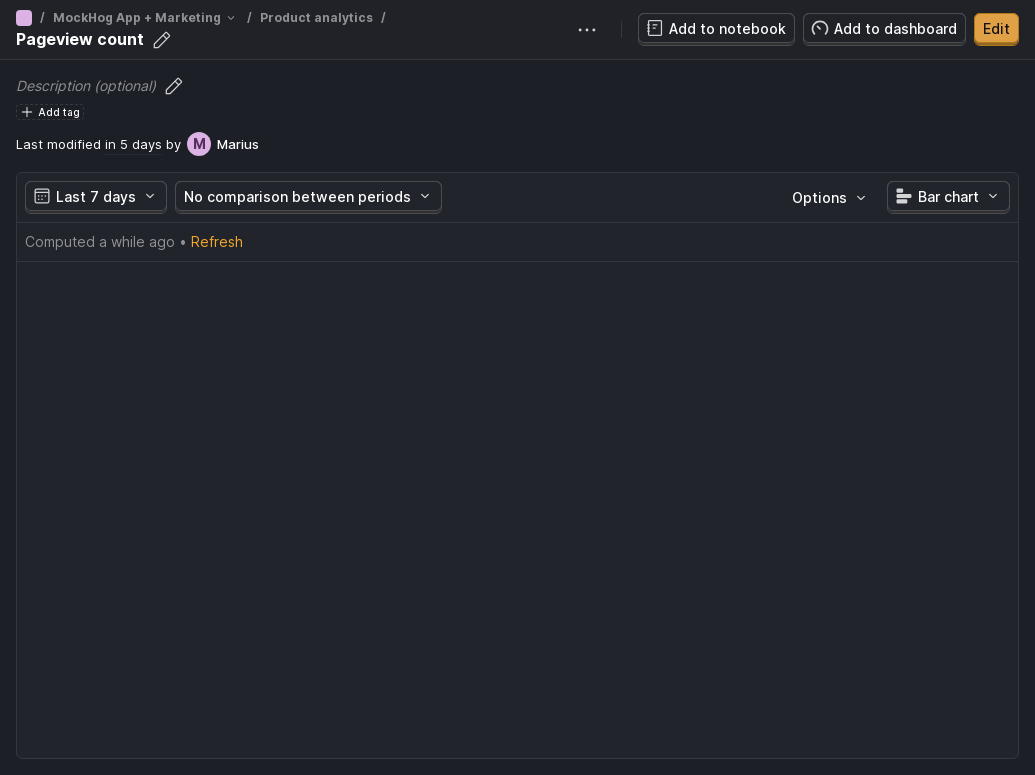 / MockHog App + Marketing / Product analytics /
Pageview count
Add to notebook
Add to dashboard
Edit
Description (optional)
Add tag
Last modified in 5 days by M Marius
Last 7 days
No comparison between periods
Options
Bar chart
Computed a while ago • Refresh